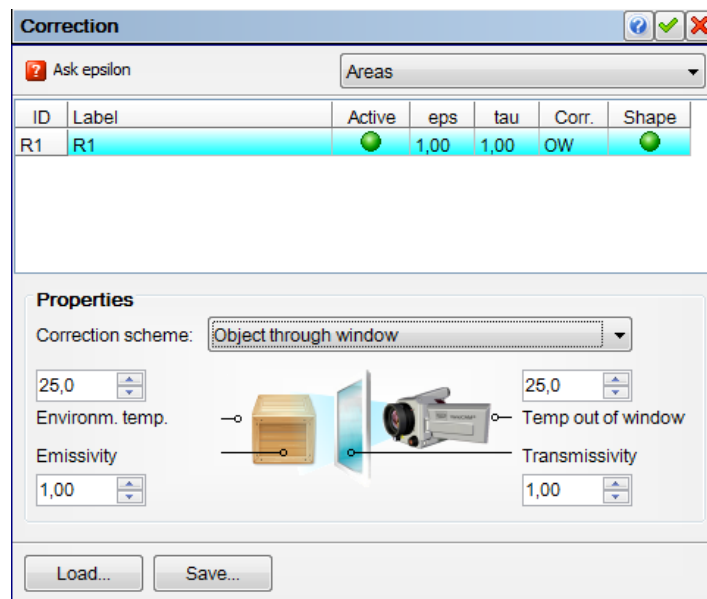 Correction
Ask epsilon
Areas
ID Label Active eps tau Corr. Shape
R1 R1 1,00 1,00 OW
Properties
Correction scheme: Object through window
25,0 25,0
Environm. temp. Temp out of window
Emissivity Transmissivity
1,00 1,00
Load... Save...